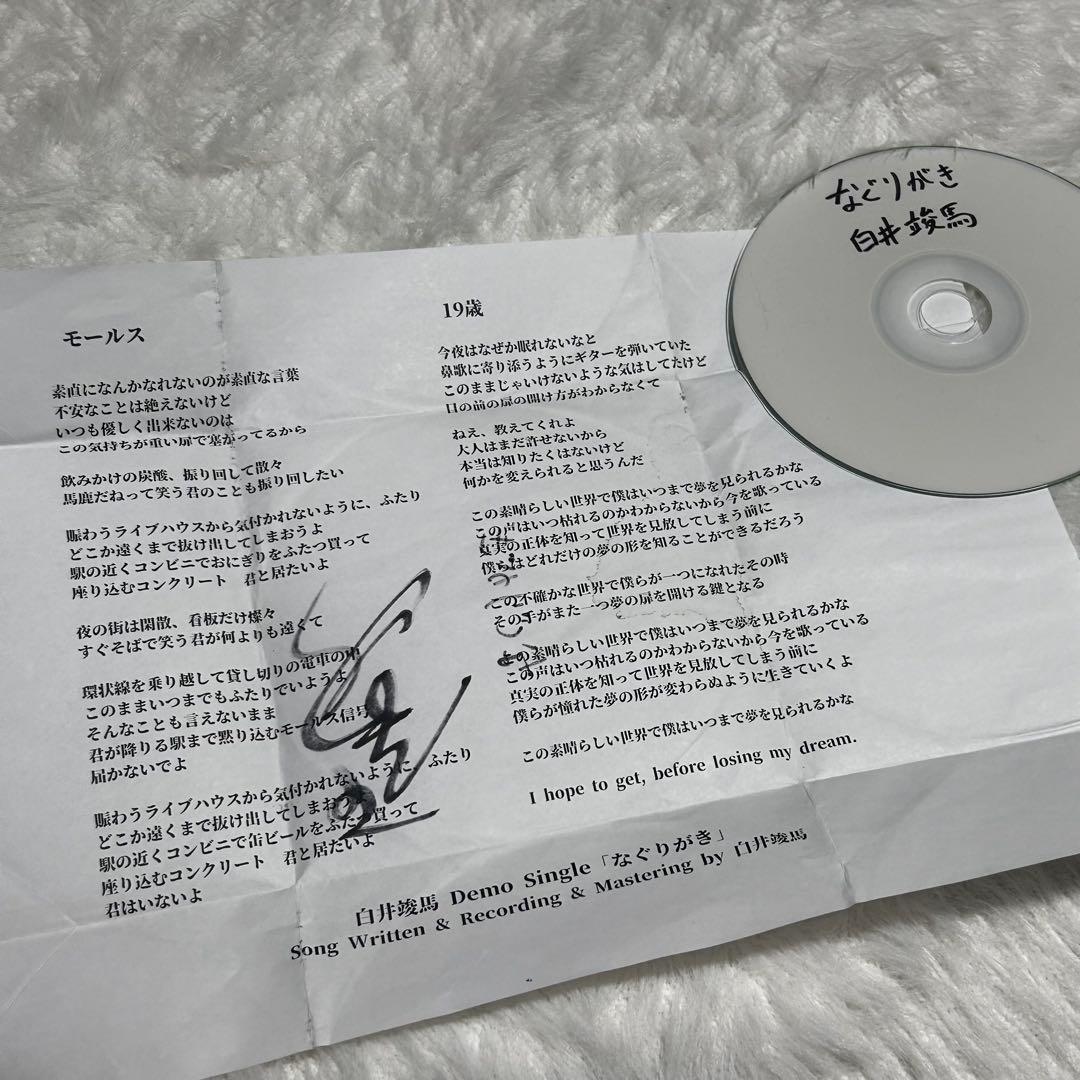 なぐりがき
白井竣馬
モールス
素直になんかなれないのが素直な言葉
不安なことは絶えないけど
いつも優しく出来ないのは
この気持ちが重い扉で塞がってるから
飲みかけの炭酸、振り回して散々
馬鹿だねって笑う君のことも振り回したい
賑わうライブハウスから気付かれないように、ふたり
どこか遠くまで抜け出してしまおうよ
駅の近くコンビニでおにぎりをふたつ買って
座り込むコンクリート　君と居たいよ
夜の街は閑散、看板だけ燦々
すぐそばで笑う君が何よりも遠くて
環状線を乗り越して貸し切りの電車の中
このままいつまでもふたりでいようよ
そんなことも言えないまま
君が降りる駅まで黙り込むモールス信号
届かないでよ
賑わうライブハウスから気付かれないように、ふたり
どこか遠くまで抜け出してしまおうよ
駅の近くコンビニで缶ビールをふたつ買って
座り込むコンクリート　君と居たいよ
君はいないよ
19歳
今夜はなぜか眠れないなと
鼻歌に寄り添うようにギターを弾いていた
このままじゃいけないような気はしてたけど
目の前の扉の開け方がわからなくて
ねえ、教えてくれよ
大人はまだ許せないから
本当は知りたくはないけど
何かを変えられると思うんだ
この素晴らしい世界で僕はいつまで夢を見られるかな
この声はいつ枯れるのかわからないから今を歌っている
真実の正体を知って世界を見放してしまう前に
僕らはどれだけの夢の形を知ることができるだろう
この不確かな世界で僕らが一つになれたその時
その手がまた一つ夢の扉を開ける鍵となる
この素晴らしい世界で僕はいつまで夢を見られるかな
この声はいつ枯れるのかわからないから今を歌っている
真実の正体を知って世界を見放してしまう前に
僕らが憧れた夢の形が変わらぬように生きていくよ
この素晴らしい世界で僕はいつまで夢を見られるかな
I hope to get, before losing my dream.
白井竣馬 Demo Single「なぐりがき」
Song Written & Recording & Mastering by 白井竣馬